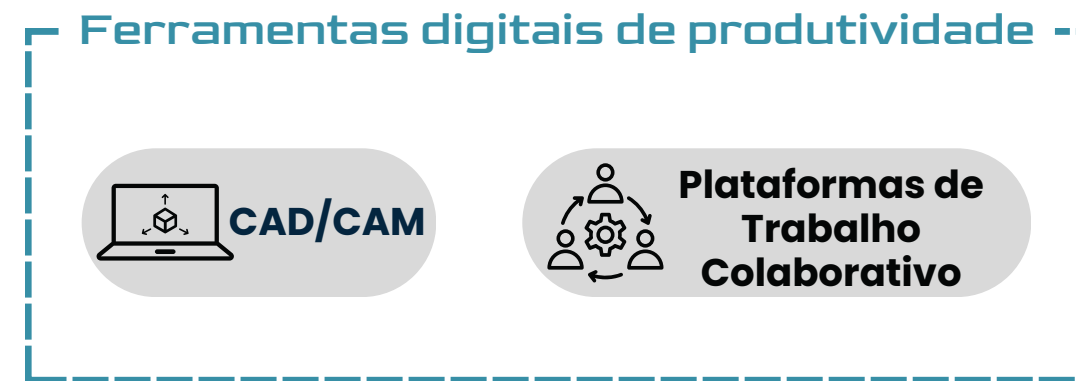 Ferramentas digitais de produtividade
CAD/CAM
Plataformas de
Trabalho
Colaborativo